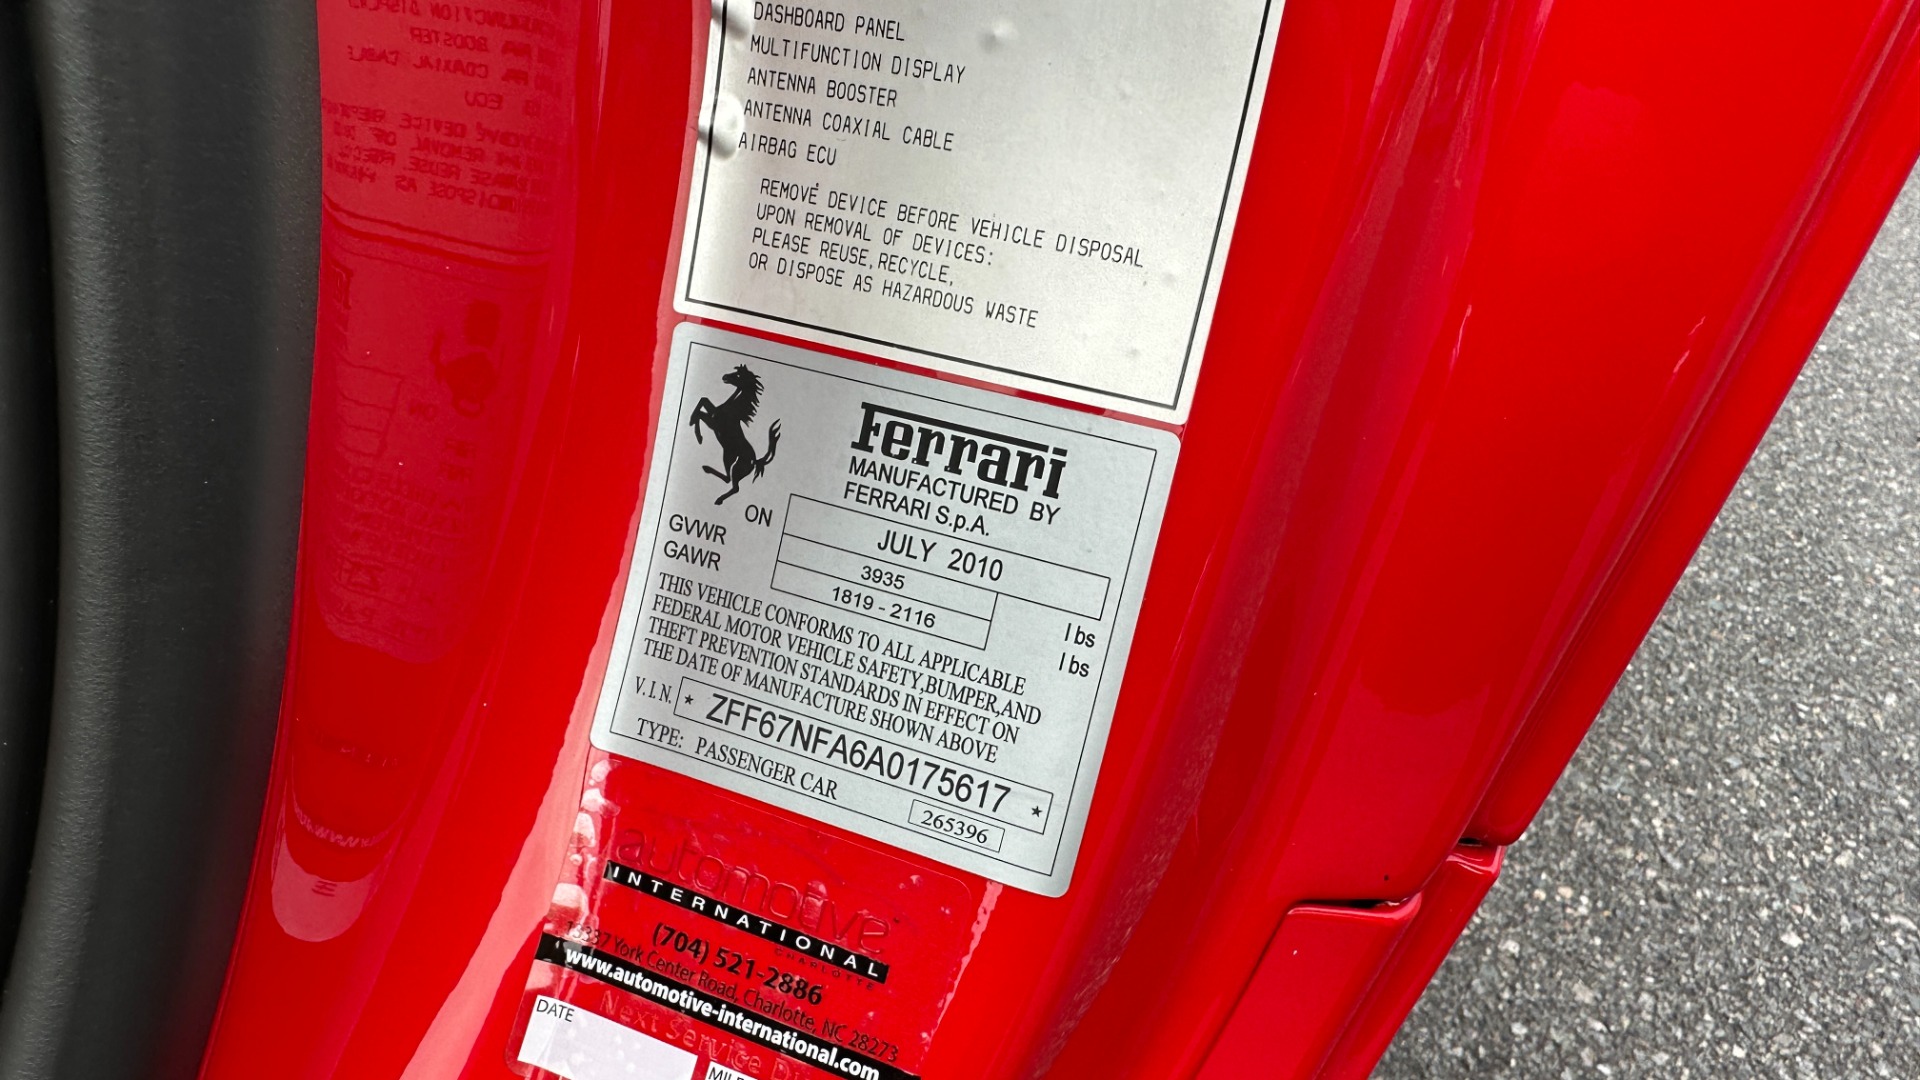 DASHBOARD PANEL
MULTIFUNCTION DISPLAY
ANTENNA BOOSTER
ANTENNA COAXIAL CABLE
AIRBAG ECU
REMOVE DEVICE BEFORE VEHICLE DISPOSAL
UPON REMOVAL OF DEVICES:
PLEASE REUSE, RECYCLE,
OR DISPOSE AS HAZARDOUS WASTE
Ferrari
MANUFACTURED BY
FERRARI S.p.A.
ON JULY 2010
GVWR 3935 lbs
GAWR 1819 - 2116 lbs
THIS VEHICLE CONFORMS TO ALL APPLICABLE
FEDERAL MOTOR VEHICLE SAFETY,BUMPER,AND
THEFT PREVENTION STANDARDS IN EFFECT ON
THE DATE OF MANUFACTURE SHOWN ABOVE
V.I.N. * ZFF67NFA6A0175617 *
TYPE: PASSENGER CAR
265396
automotive
INTERNATIONAL
CHARLOTTE
(704) 521-2886
13337 York Center Road, Charlotte, NC 28273
www.automotive-international.com
Next Service
DATE